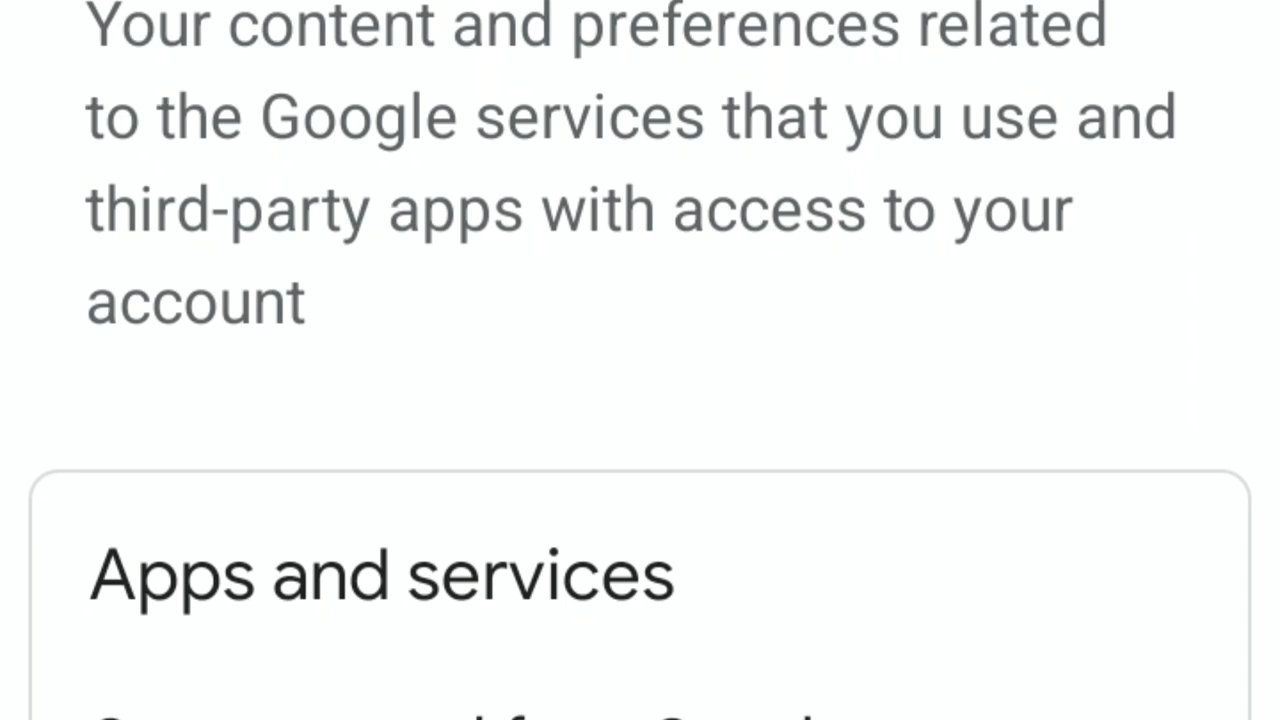 Your content and preferences related
to the Google services that you use and
third-party apps with access to your
account
Apps and services